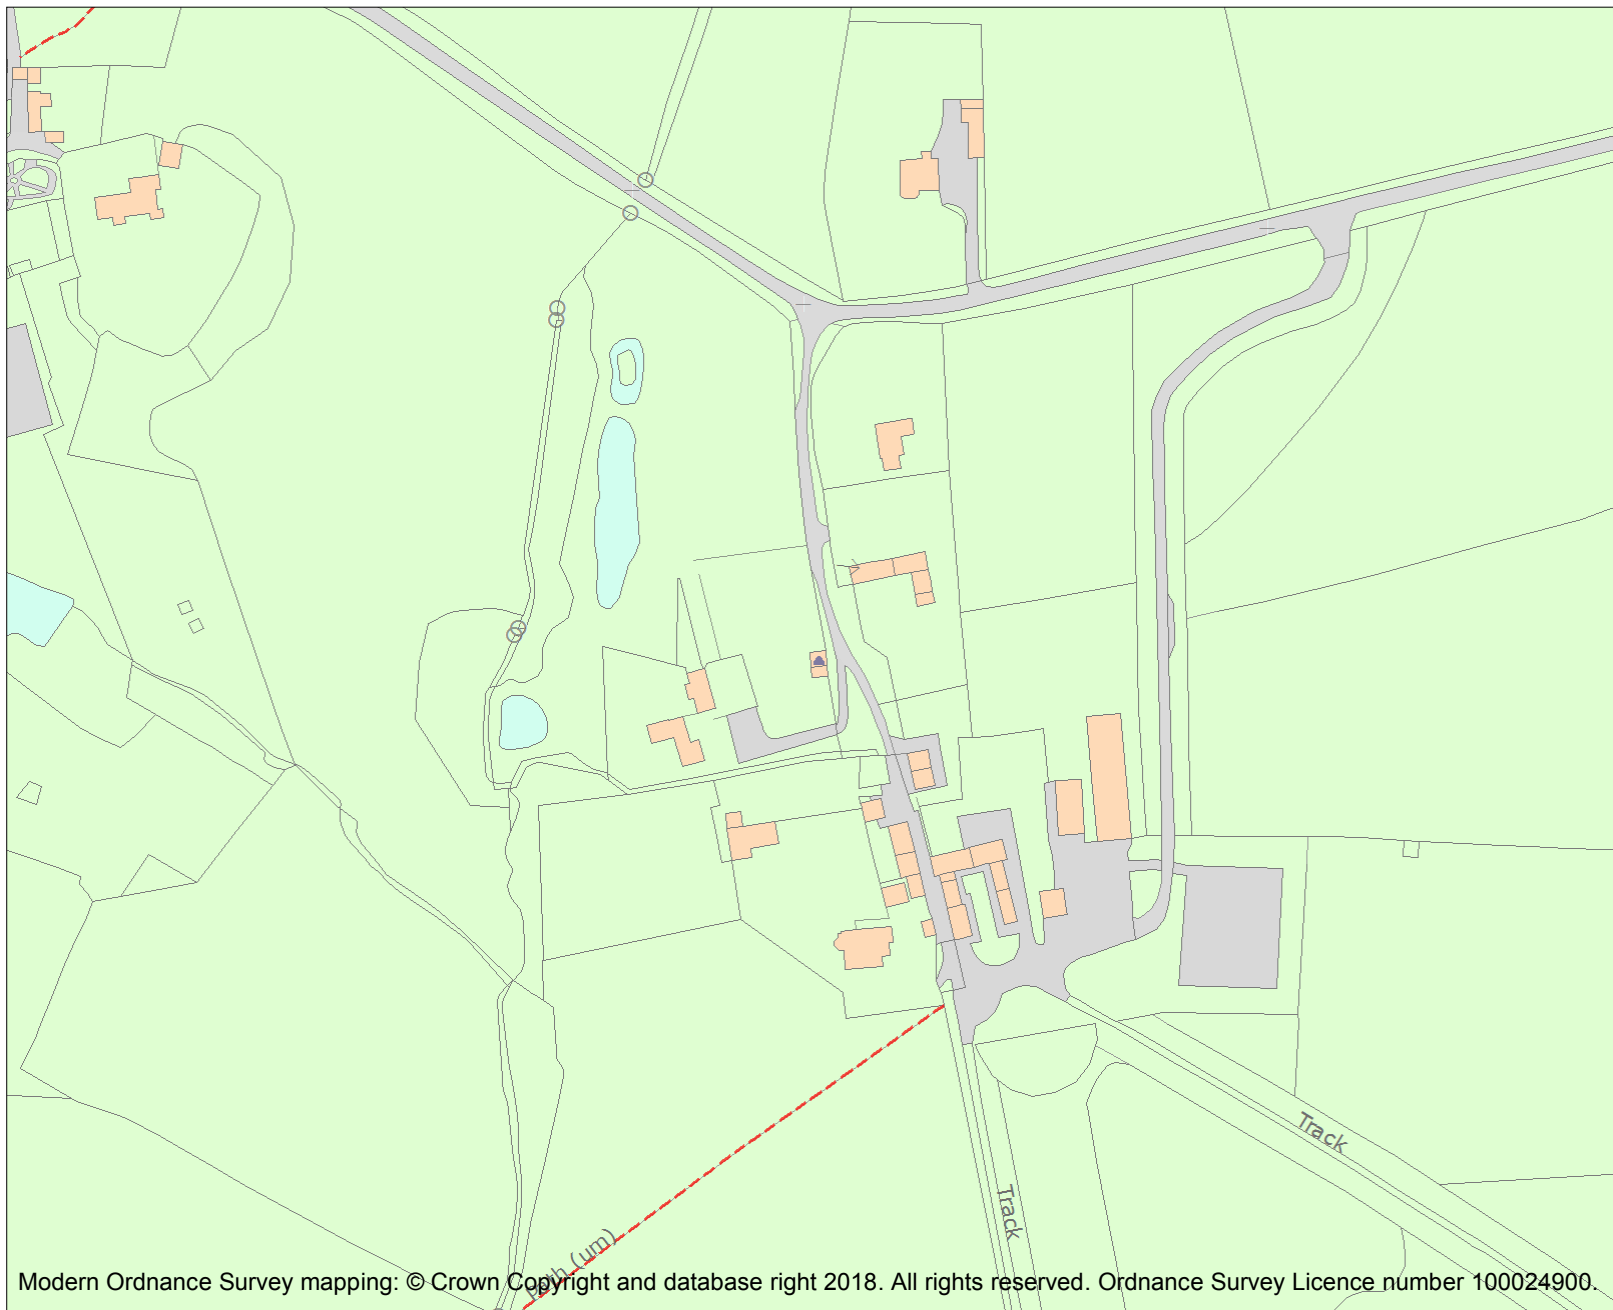 Track
Track
Path (um)
Modern Ordnance Survey mapping: © Crown Copyright and database right 2018. All rights reserved. Ordnance Survey Licence number 100024900.